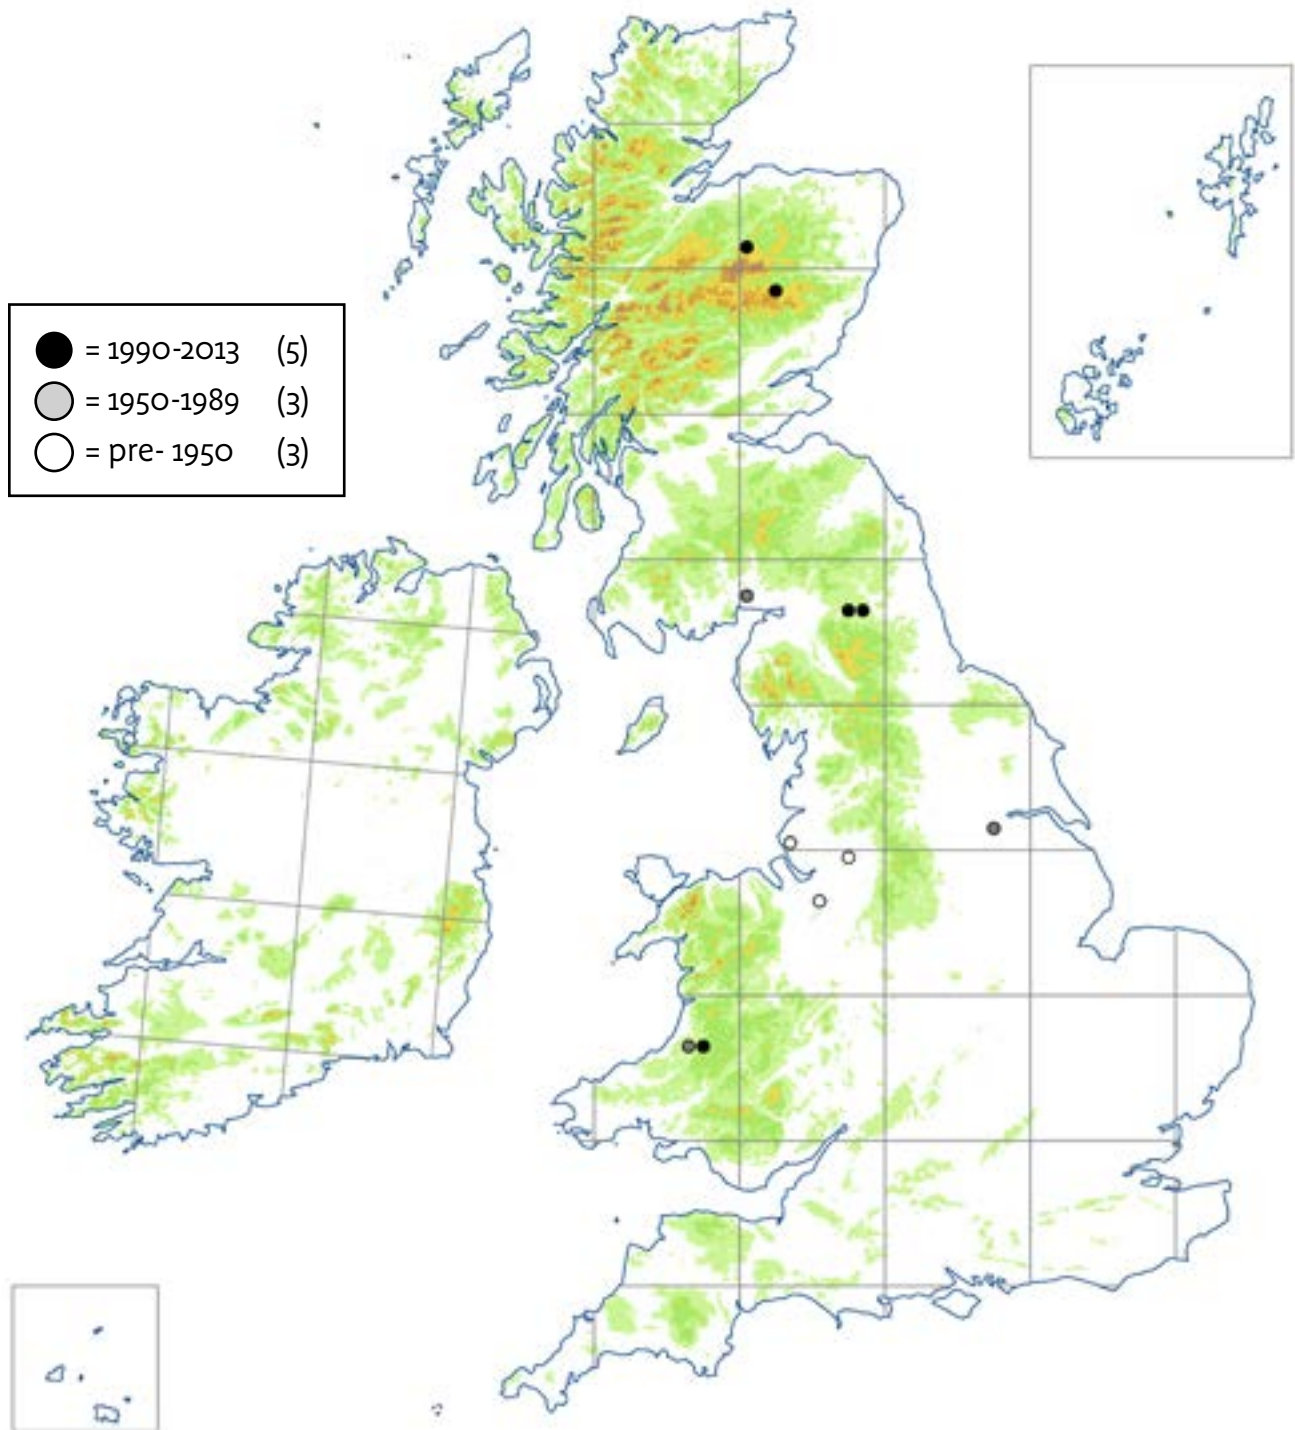 = 1990-2013 (5)
= 1950-1989 (3)
= pre- 1950 (3)